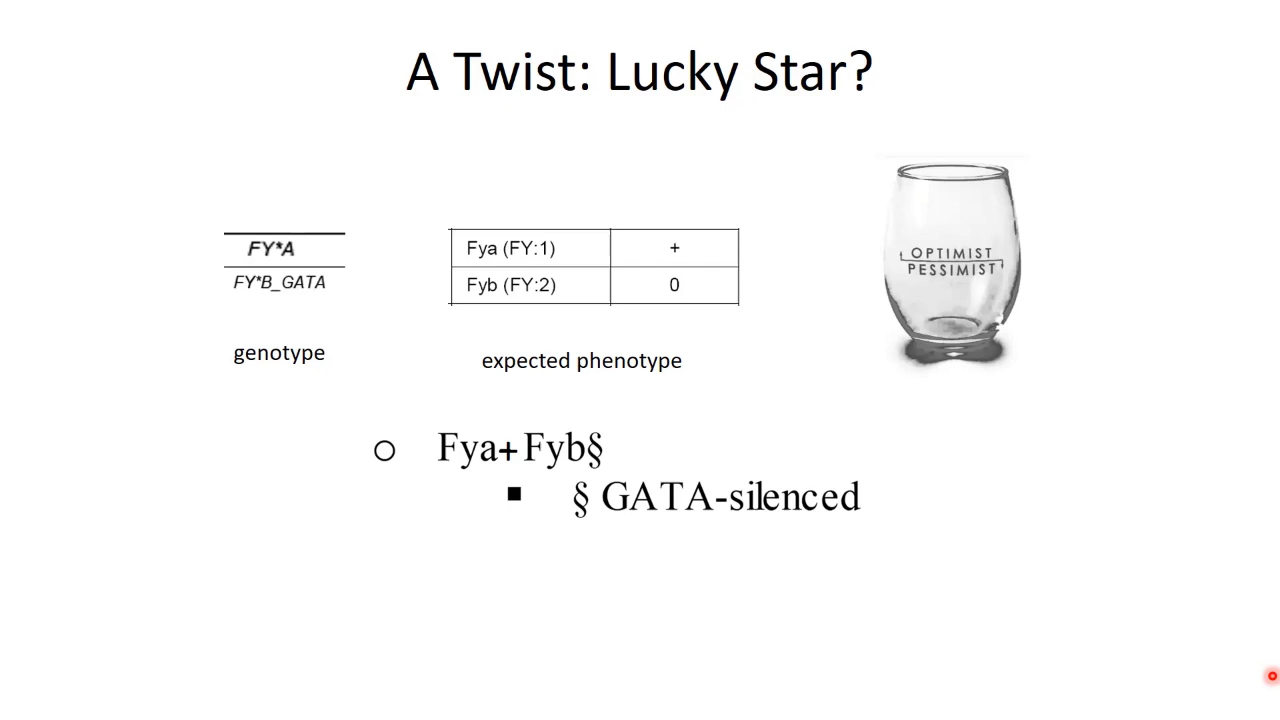 A Twist: Lucky Star?
FY*A
FY*B_GATA
genotype
Fya (FY:1) +
Fyb (FY:2) 0
expected phenotype
OPTIMIST
PESSIMIST
○ Fya+Fyb§
■ § GATA-silenced